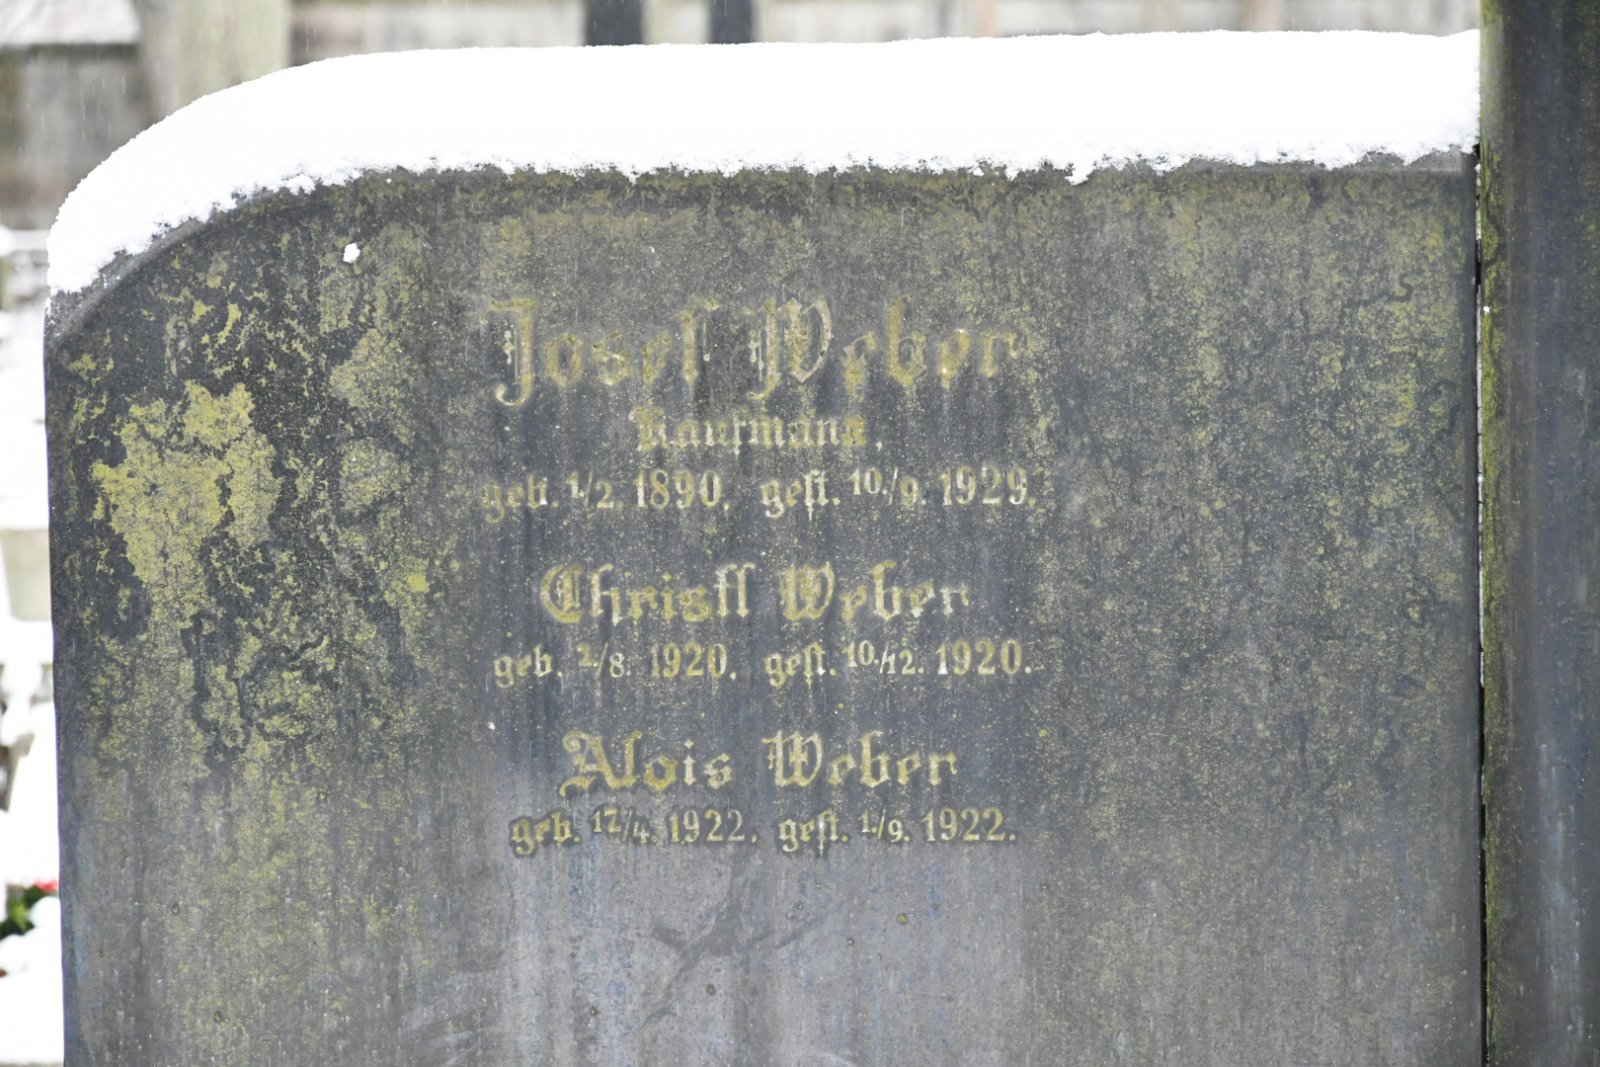 Josef Weber
Kaufmann,
geb. 1./2. 1890, gest. 10./9. 1929.
Christl Weber
geb. 2./8. 1920, gest. 10./12. 1920.
Alois Weber
geb. 17./4. 1922, gest. 1./9. 1922.